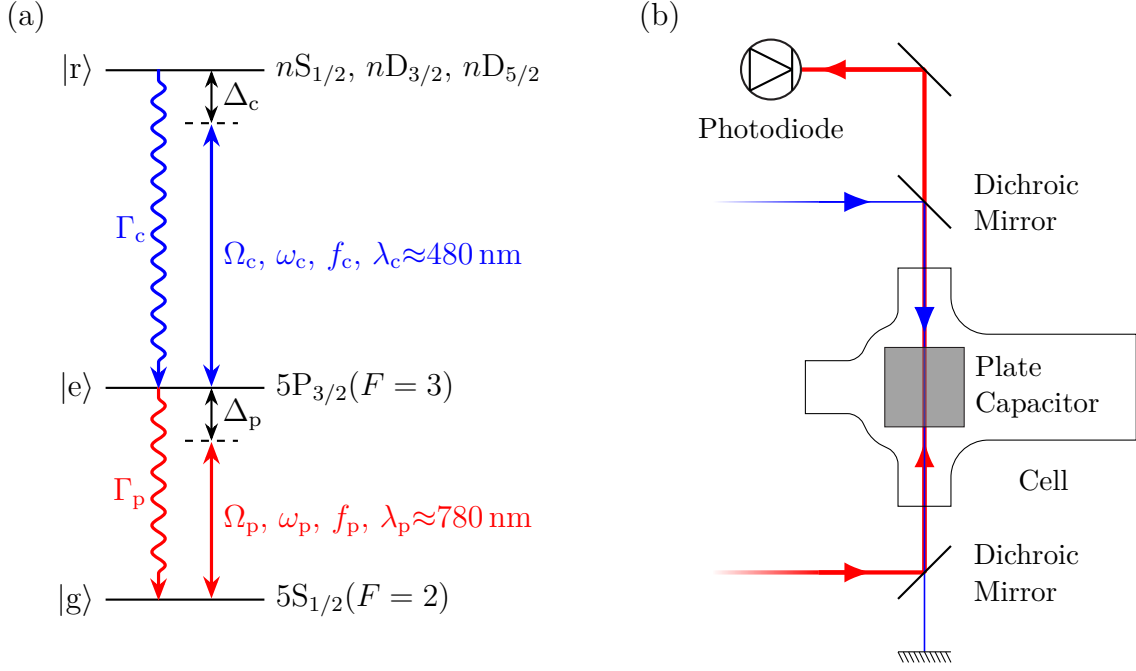 (a)
|r⟩
nS₁/₂, nD₃/₂, nD₅/₂
Δc
Γc
Ωc, ωc, fc, λc≈480 nm
|e⟩
5P₃/₂(F = 3)
Δp
Γp
Ωp, ωp, fp, λp≈780 nm
|g⟩
5S₁/₂(F = 2)
(b)
Photodiode
Dichroic
Mirror
Plate
Capacitor
Cell
Dichroic
Mirror